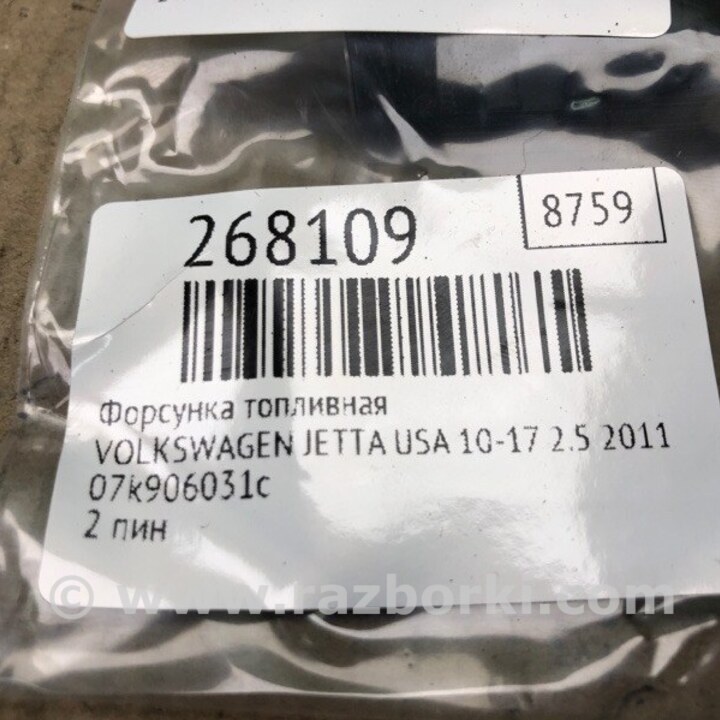 268109
8759
Форсунка топливная
VOLKSWAGEN JETTA USA 10-17 2.5 2011
07k906031c
2 пин
© www.razborki.com